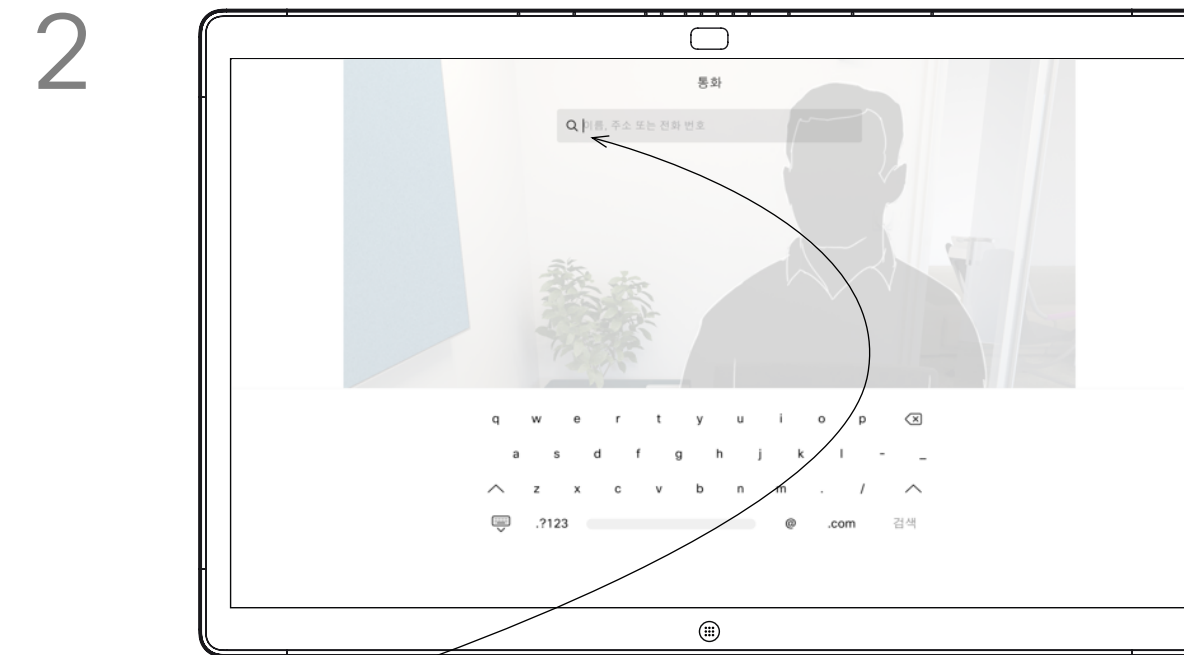 2
통화
이름, 주소 또는 전화 번호
q w e r t y u i o p
a s d f g h j k l - _
z x c v b n m . /
.?123 @ .com 검색